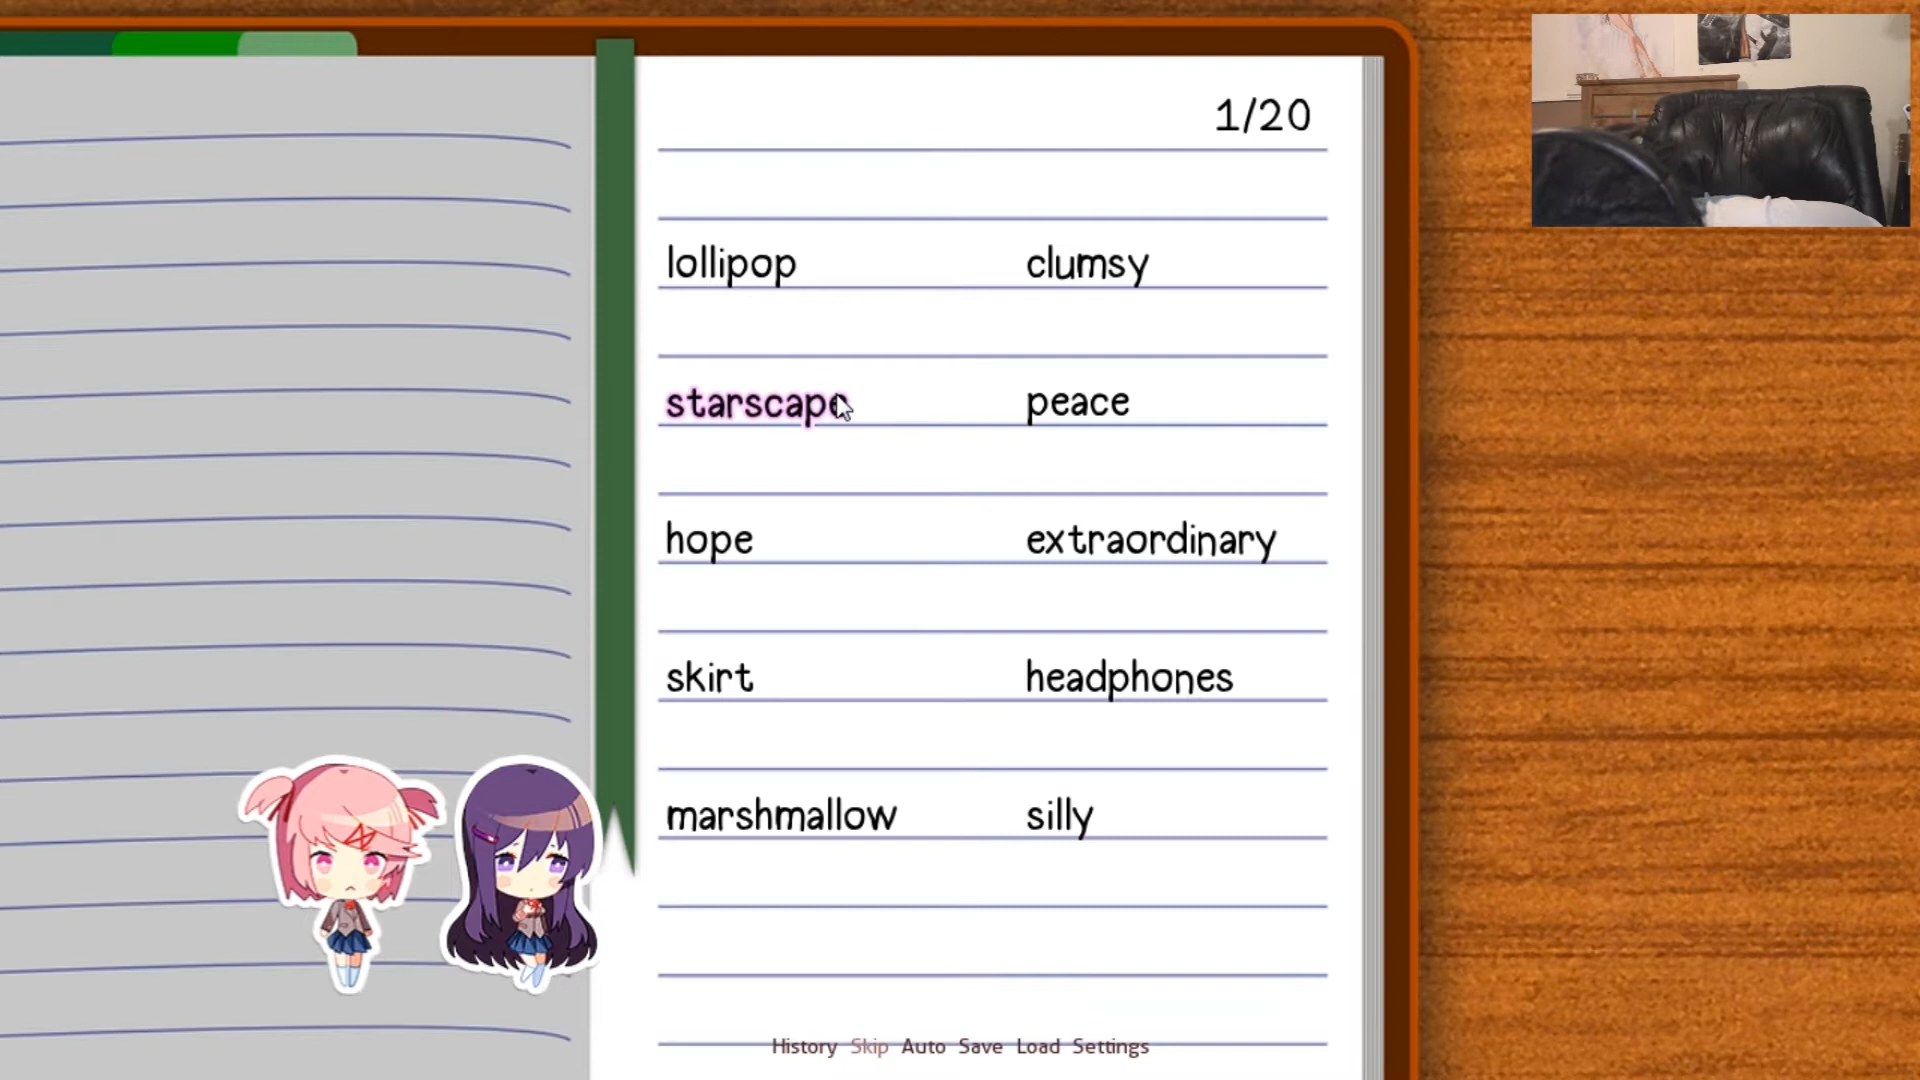 1/20
lollipop clumsy
starscape peace
hope extraordinary
skirt headphones
marshmallow silly
History Skip Auto Save Load Settings